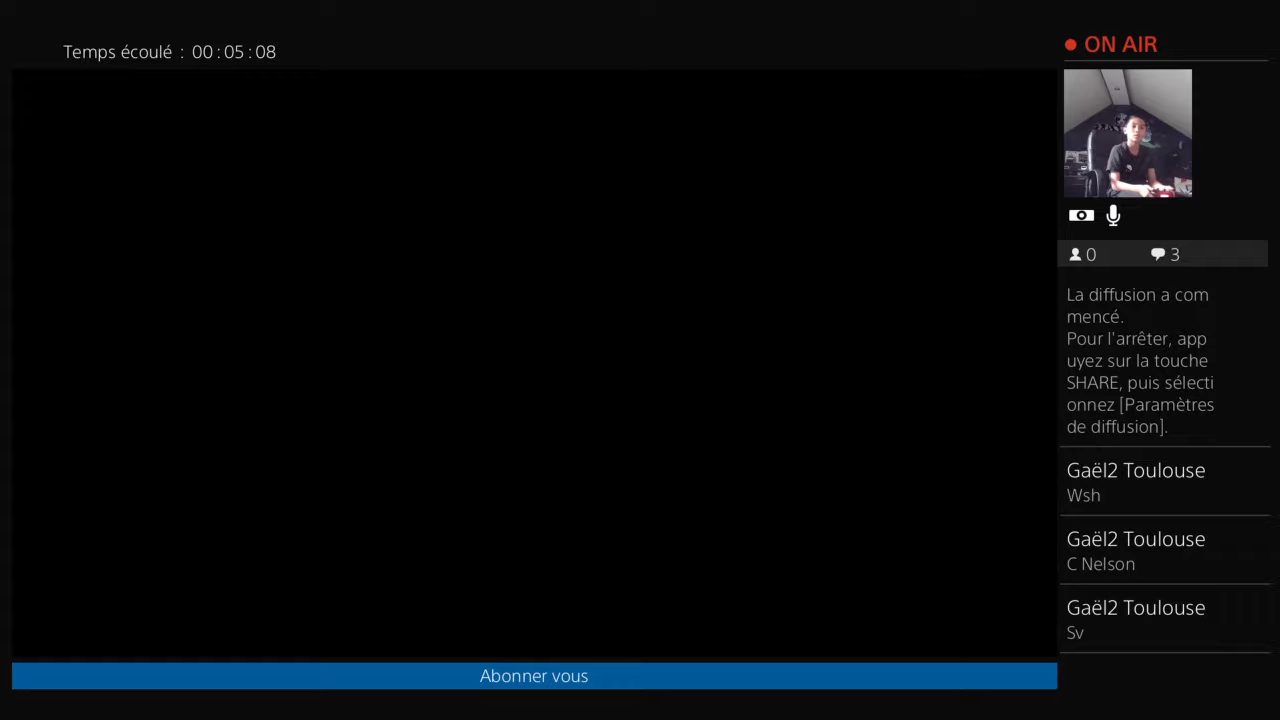 Temps écoulé : 00:05:08
ON AIR
0 3
La diffusion a com
mencé.
Pour l'arrêter, app
uyez sur la touche
SHARE, puis sélecti
onnez [Paramètres
de diffusion].
Gaël2 Toulouse
Wsh
Gaël2 Toulouse
C Nelson
Gaël2 Toulouse
Sv
Abonner vous